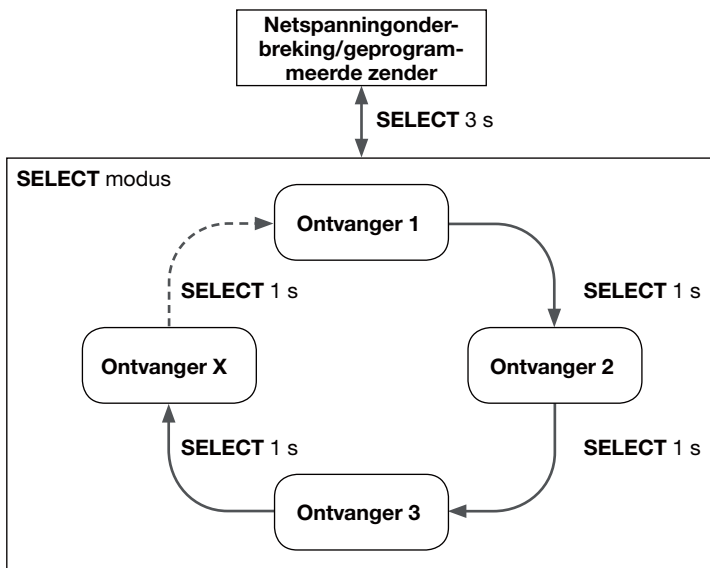 Netspanningonder-
breking/geprogram-
meerde zender
SELECT 3 s
SELECT modus
Ontvanger 1
SELECT 1 s
SELECT 1 s
Ontvanger X
Ontvanger 2
SELECT 1 s
SELECT 1 s
Ontvanger 3